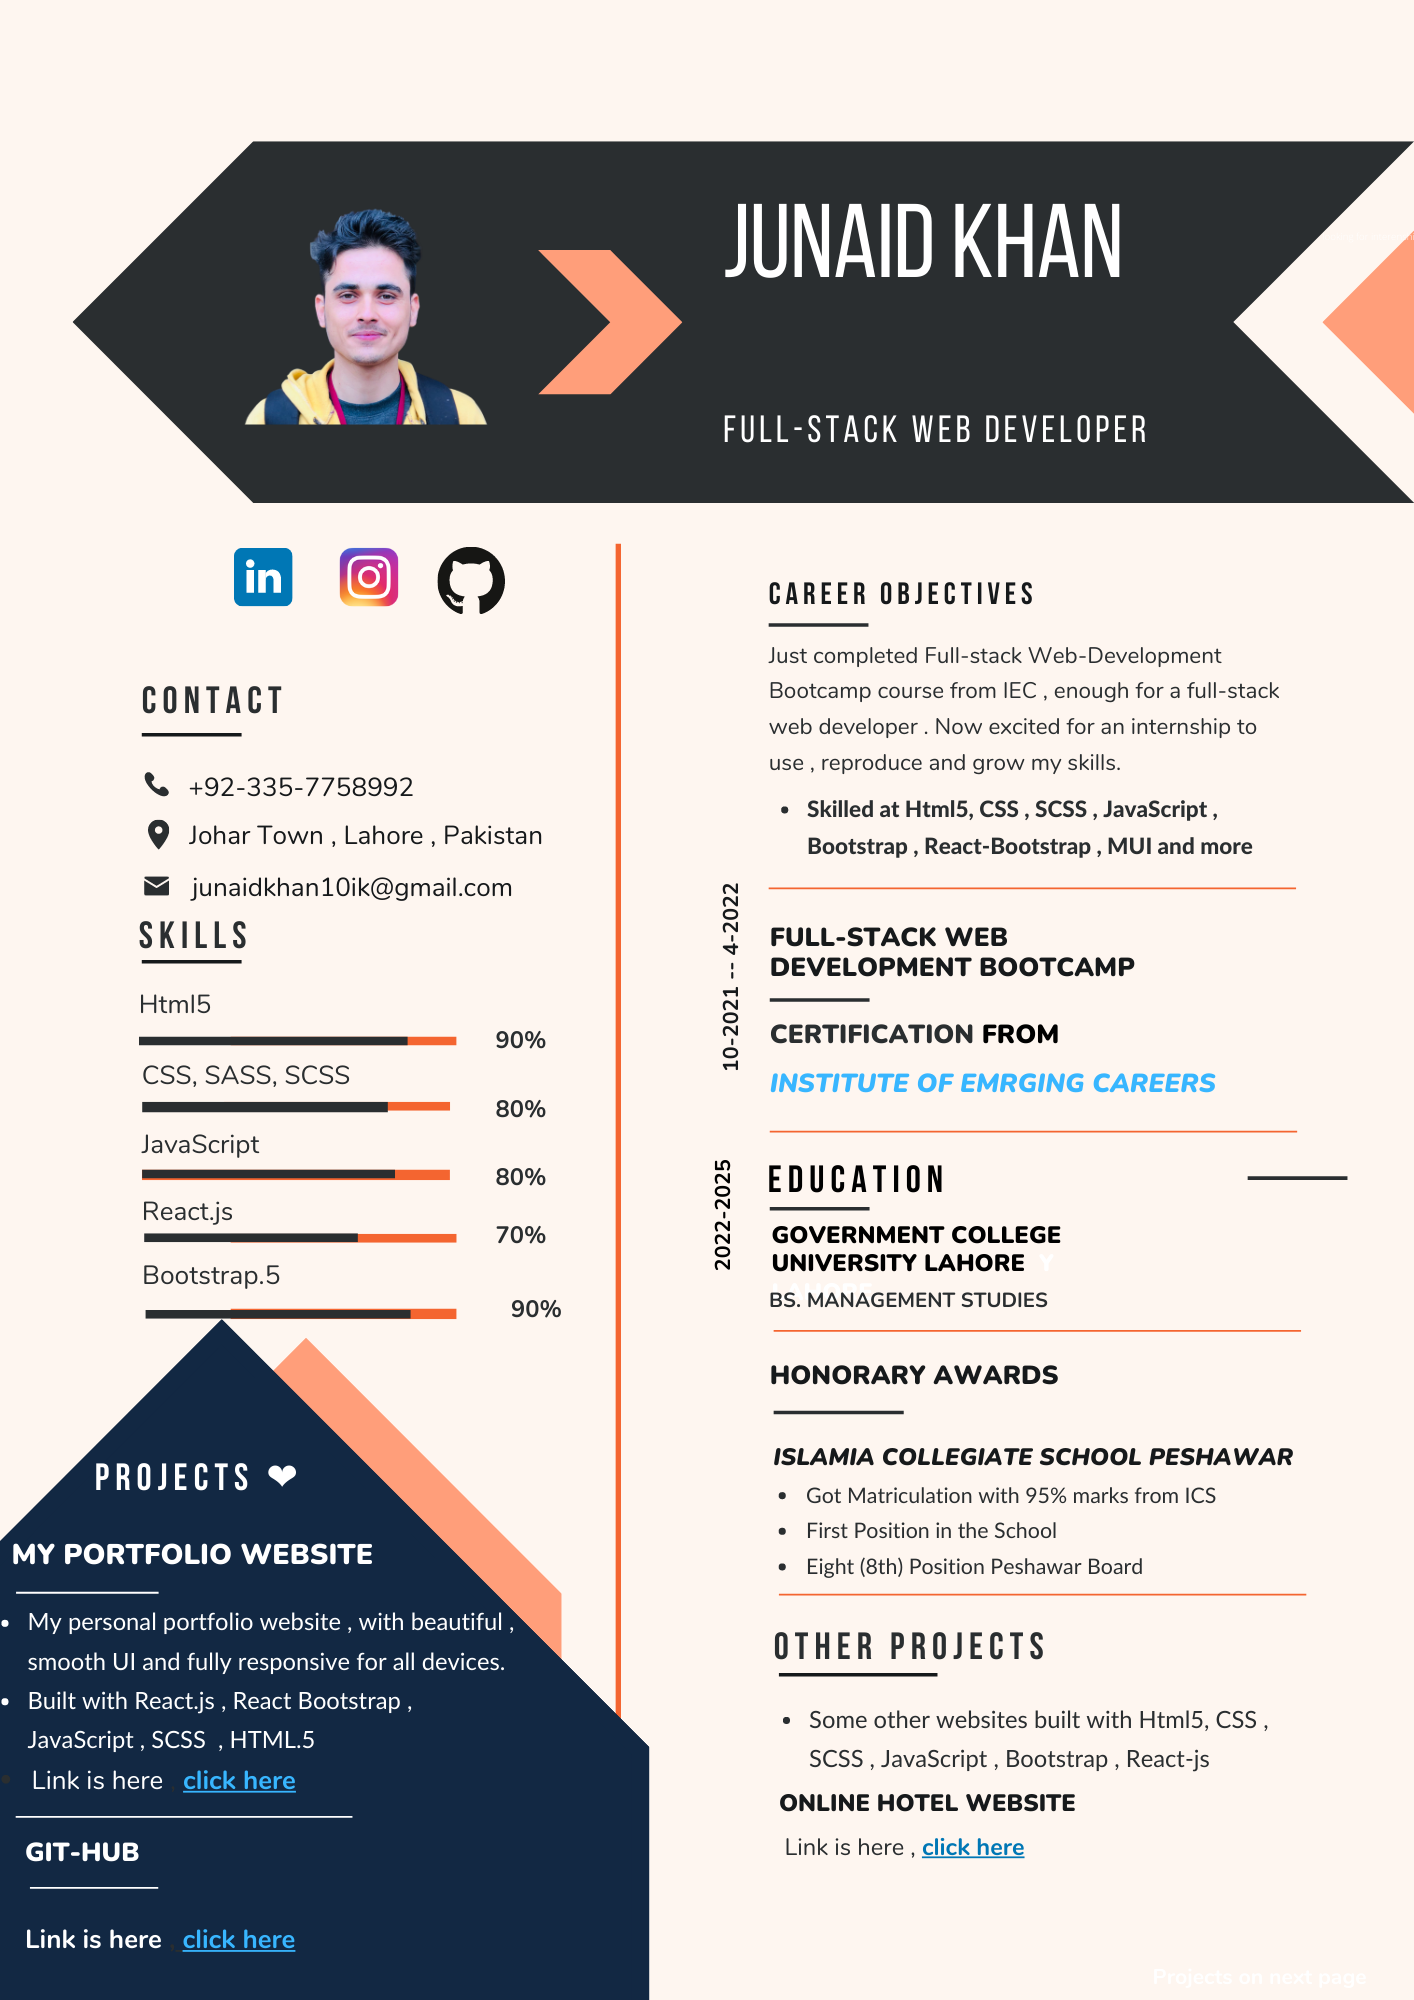 JUNAID KHAN
FULL-STACK WEB DEVELOPER
in
CONTACT
+92-335-7758992
Johar Town , Lahore , Pakistan
junaidkhan10ik@gmail.com
SKILLS
Html5
90%
CSS, SASS, SCSS
80%
JavaScript
80%
React.js
70%
Bootstrap.5
90%
PROJECTS ❤
MY PORTFOLIO WEBSITE
• My personal portfolio website , with beautiful ,
smooth UI and fully responsive for all devices.
• Built with React.js , React Bootstrap ,
JavaScript , SCSS , HTML.5
• Link is here , click here
GIT-HUB
Link is here , click here
CAREER OBJECTIVES
Just completed Full-stack Web-Development
Bootcamp course from IEC , enough for a full-stack
web developer . Now excited for an internship to
use , reproduce and grow my skills.
• Skilled at Html5, CSS , SCSS , JavaScript ,
Bootstrap , React-Bootstrap , MUI and more
10-2021 -- 4-2022
FULL-STACK WEB
DEVELOPMENT BOOTCAMP
CERTIFICATION FROM
INSTITUTE OF EMRGING CAREERS
2022-2025
EDUCATION
GOVERNMENT COLLEGE
UNIVERSITY LAHORE Y
BS. MANAGEMENT STUDIES
HONORARY AWARDS
ISLAMIA COLLEGIATE SCHOOL PESHAWAR
• Got Matriculation with 95% marks from ICS
• First Position in the School
• Eight (8th) Position Peshawar Board
OTHER PROJECTS
• Some other websites built with Html5, CSS ,
SCSS , JavaScript , Bootstrap , React-js
ONLINE HOTEL WEBSITE
Link is here , click here
Projects on next page